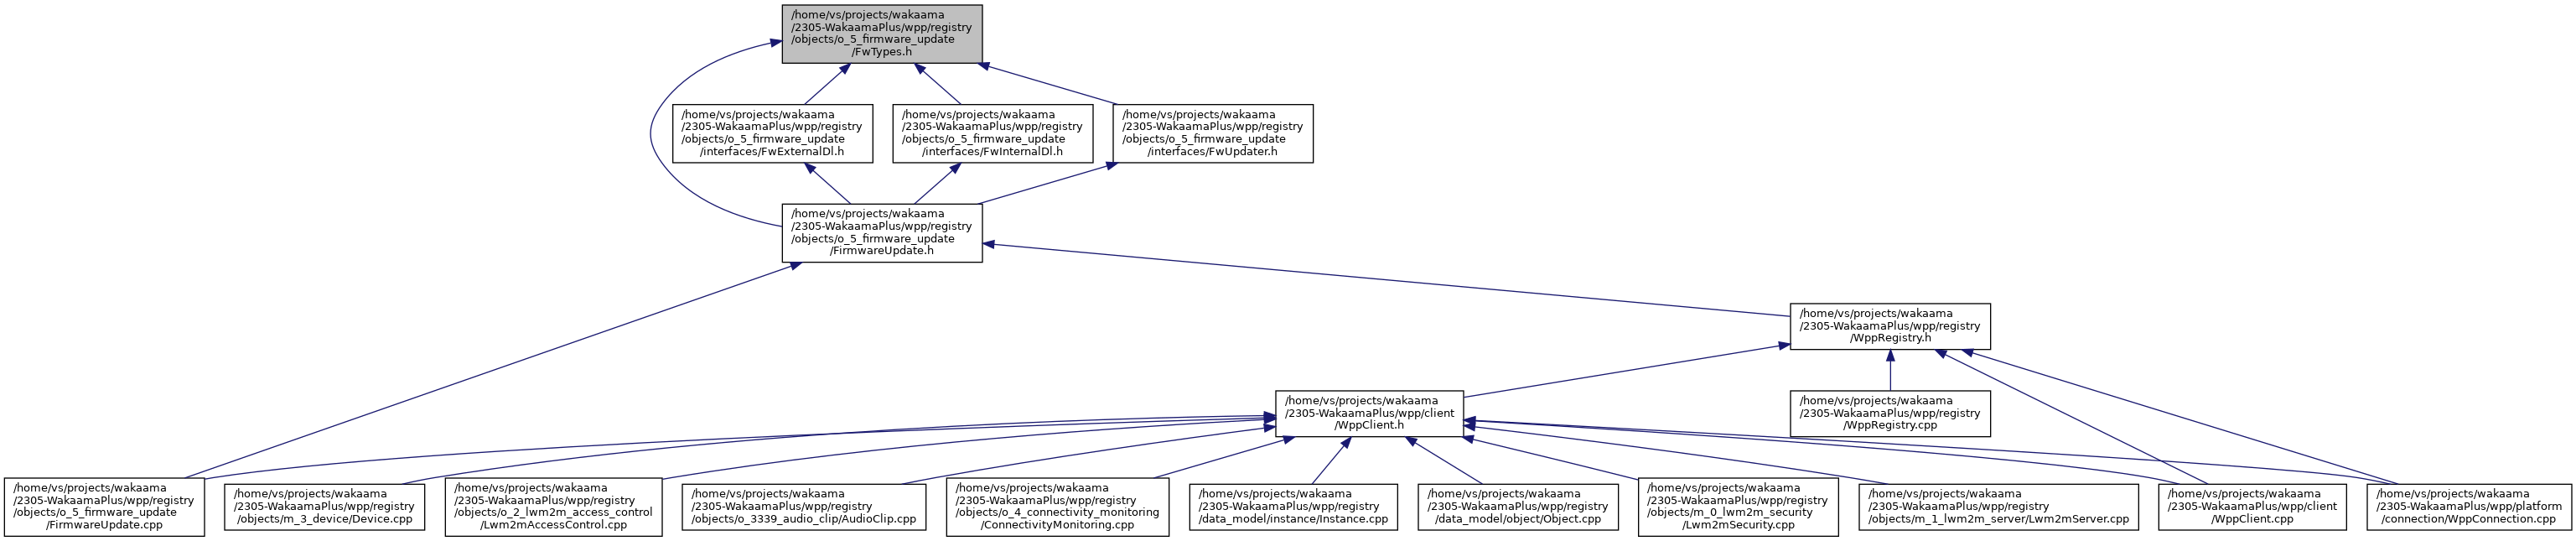 /home/vs/projects/wakaama
/2305-WakaamaPlus/wpp/registry
/objects/o_5_firmware_update
/FwTypes.h
/home/vs/projects/wakaama
/2305-WakaamaPlus/wpp/registry
/objects/o_5_firmware_update
/interfaces/FwExternalDl.h
/home/vs/projects/wakaama
/2305-WakaamaPlus/wpp/registry
/objects/o_5_firmware_update
/interfaces/FwInternalDl.h
/home/vs/projects/wakaama
/2305-WakaamaPlus/wpp/registry
/objects/o_5_firmware_update
/interfaces/FwUpdater.h
/home/vs/projects/wakaama
/2305-WakaamaPlus/wpp/registry
/objects/o_5_firmware_update
/FirmwareUpdate.h
/home/vs/projects/wakaama
/2305-WakaamaPlus/wpp/registry
/WppRegistry.h
/home/vs/projects/wakaama
/2305-WakaamaPlus/wpp/client
/WppClient.h
/home/vs/projects/wakaama
/2305-WakaamaPlus/wpp/registry
/WppRegistry.cpp
/home/vs/projects/wakaama
/2305-WakaamaPlus/wpp/registry
/objects/o_5_firmware_update
/FirmwareUpdate.cpp
/home/vs/projects/wakaama
/2305-WakaamaPlus/wpp/registry
/objects/m_3_device/Device.cpp
/home/vs/projects/wakaama
/2305-WakaamaPlus/wpp/registry
/objects/o_2_lwm2m_access_control
/Lwm2mAccessControl.cpp
/home/vs/projects/wakaama
/2305-WakaamaPlus/wpp/registry
/objects/o_3339_audio_clip/AudioClip.cpp
/home/vs/projects/wakaama
/2305-WakaamaPlus/wpp/registry
/objects/o_4_connectivity_monitoring
/ConnectivityMonitoring.cpp
/home/vs/projects/wakaama
/2305-WakaamaPlus/wpp/registry
/data_model/instance/Instance.cpp
/home/vs/projects/wakaama
/2305-WakaamaPlus/wpp/registry
/data_model/object/Object.cpp
/home/vs/projects/wakaama
/2305-WakaamaPlus/wpp/registry
/objects/m_0_lwm2m_security
/Lwm2mSecurity.cpp
/home/vs/projects/wakaama
/2305-WakaamaPlus/wpp/registry
/objects/m_1_lwm2m_server/Lwm2mServer.cpp
/home/vs/projects/wakaama
/2305-WakaamaPlus/wpp/client
/WppClient.cpp
/home/vs/projects/wakaama
/2305-WakaamaPlus/wpp/platform
/connection/WppConnection.cpp